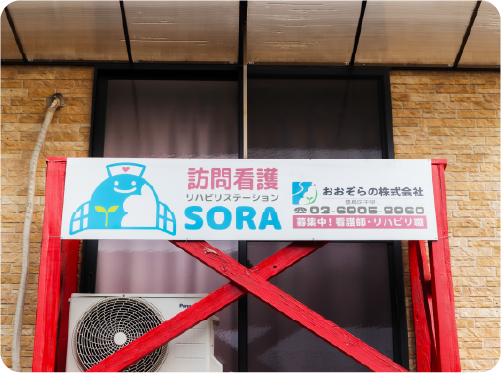 訪問看護
リハビリステーション
SORA
おおぞらの株式会社
募集中！看護師・リハビリ職
Panasonic